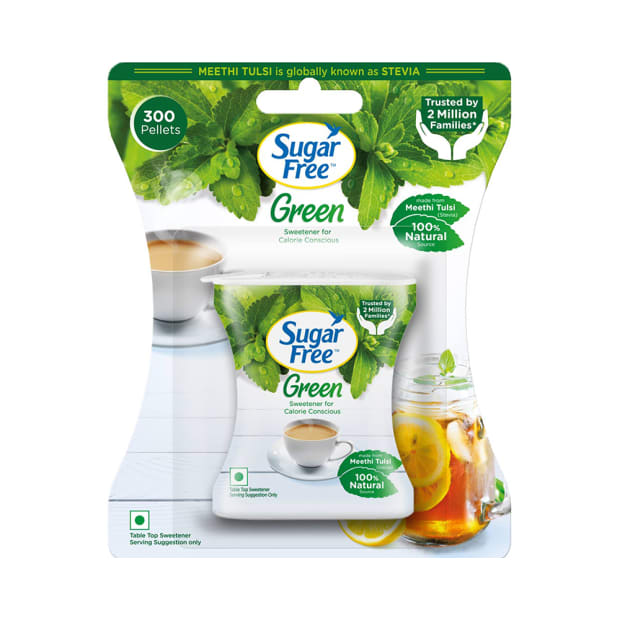 MEETHI TULSI is globally known as STEVIA
300
Pellets
Trusted by
2 Million
Families*
Sugar
Free™
Green
Sweetener for
Calorie Conscious
made from
Meethi Tulsi
(Stevia)
100%
Natural
Source
Trusted by
2 Million
Families*
Sugar
Free™
Green
Sweetener for
Calorie Conscious
made from
Meethi Tulsi
100%
Natural
Source
Table Top Sweetener
Serving Suggestion Only
Table Top Sweetener
Serving Suggestion only